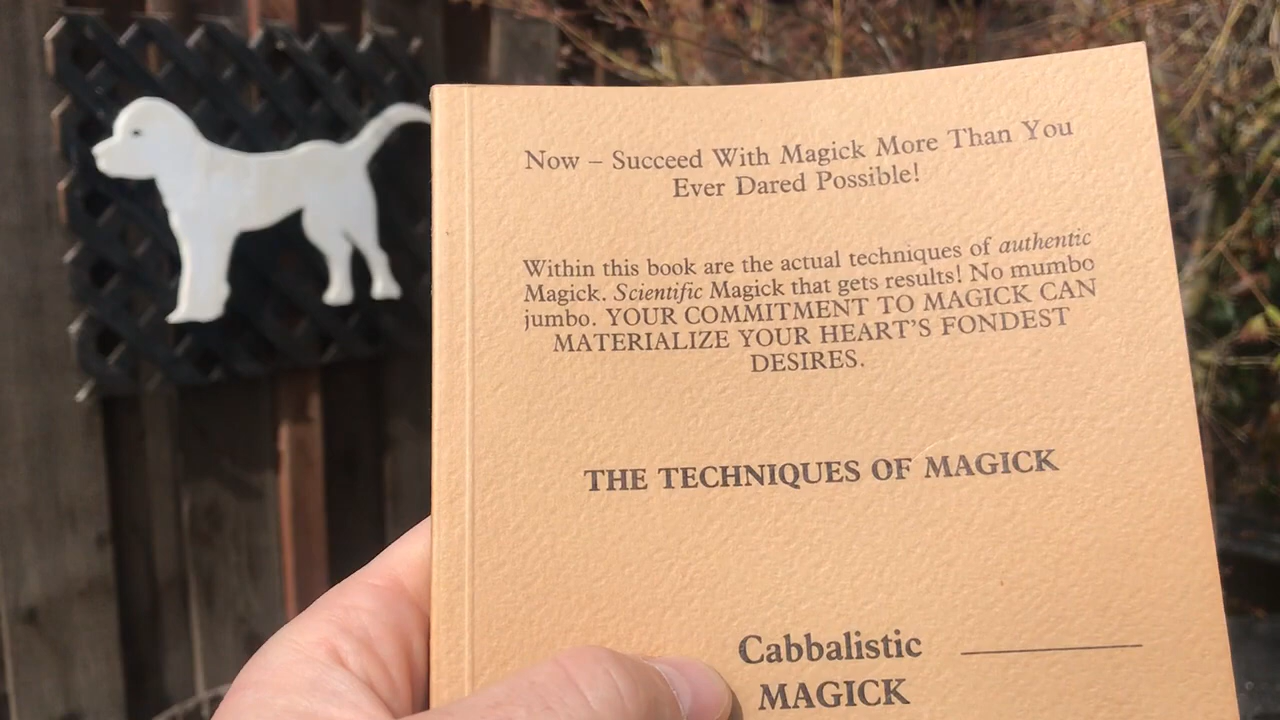 Now – Succeed With Magick More Than You
Ever Dared Possible!
Within this book are the actual techniques of authentic
Magick. Scientific Magick that gets results! No mumbo
jumbo. YOUR COMMITMENT TO MAGICK CAN
MATERIALIZE YOUR HEART'S FONDEST
DESIRES.
THE TECHNIQUES OF MAGICK
Cabbalistic
MAGICK